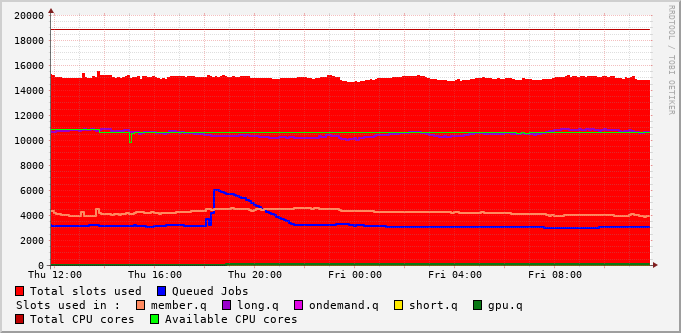 20000
18000
16000
14000
12000
10000
8000
6000
4000
2000
0
Thu 12:00 Thu 16:00 Thu 20:00 Fri 00:00 Fri 04:00 Fri 08:00
RRDTOOL / TOBI OETIKER
Total slots used Queued Jobs
Slots used in : member.q long.q ondemand.q short.q gpu.q
Total CPU cores Available CPU cores